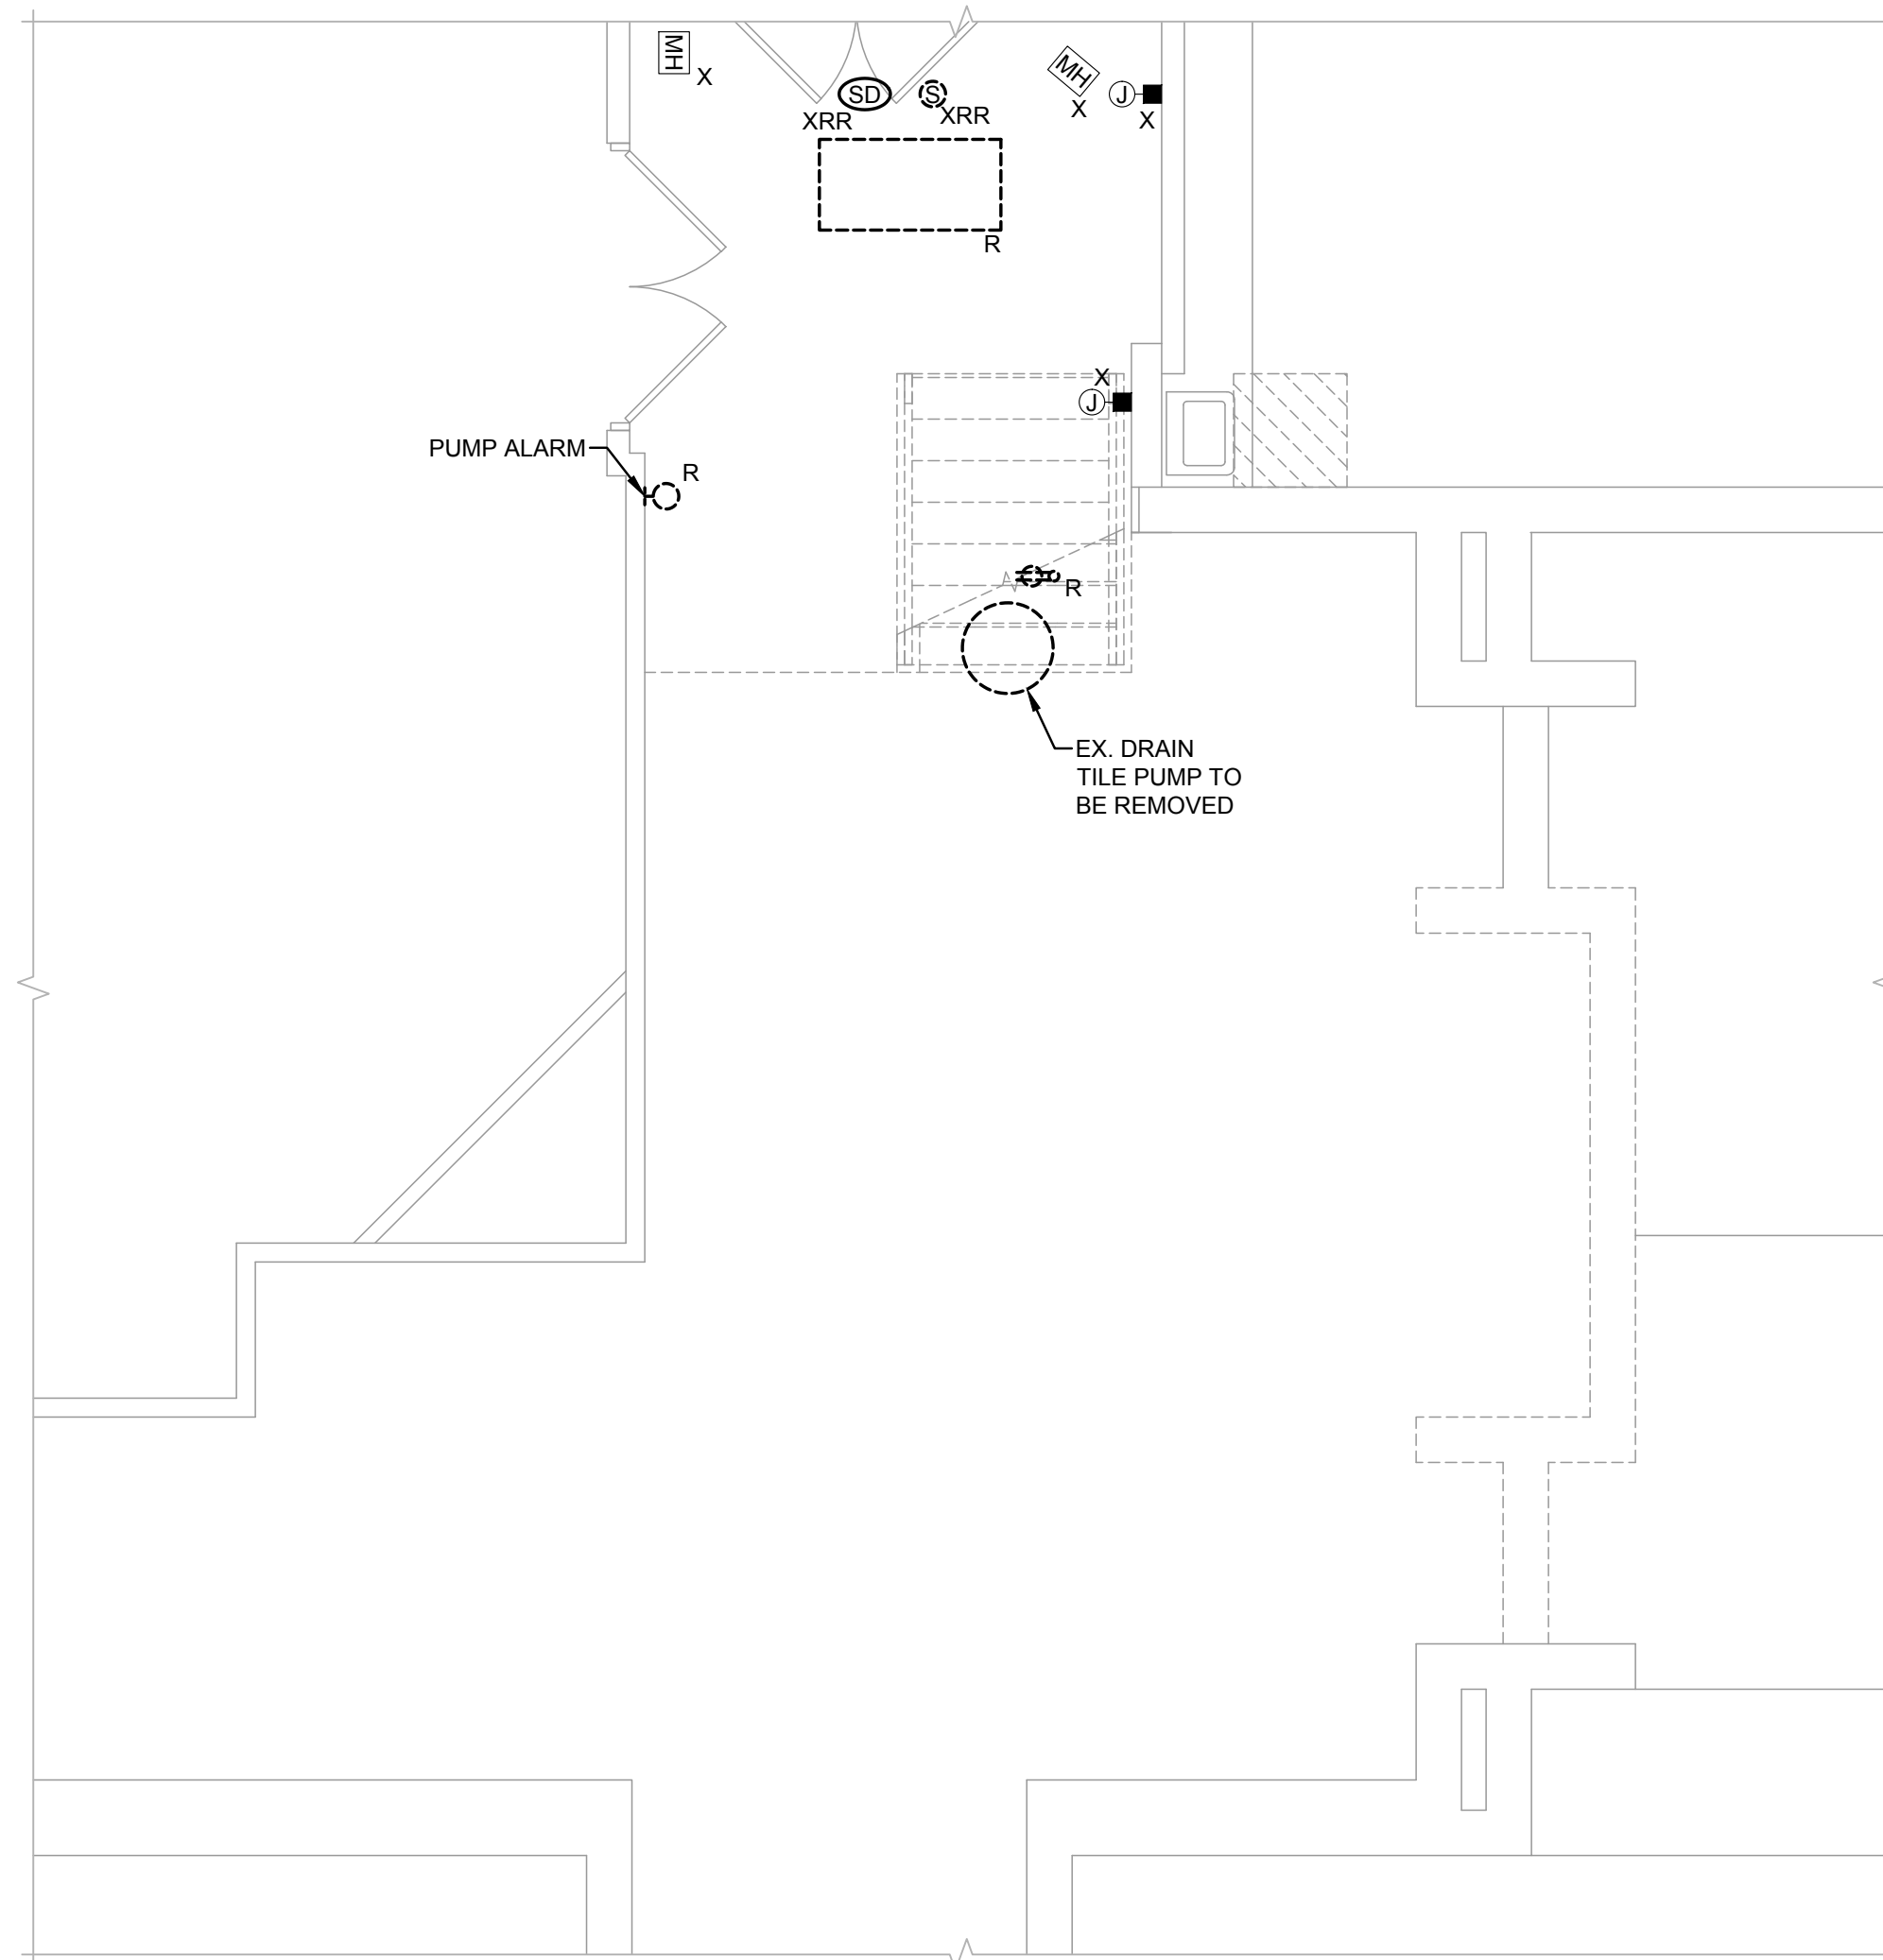 MH
X
SD
S
XRR
XRR
MH
X
J
X
R
X
J
PUMP ALARM
R
R
EX. DRAIN
TILE PUMP TO
BE REMOVED